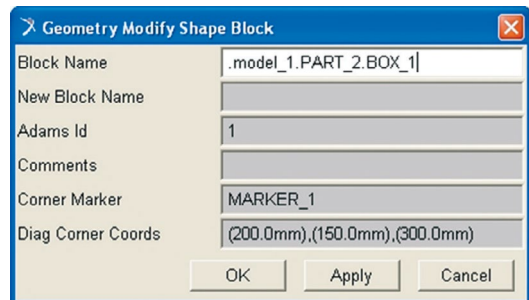 Geometry Modify Shape Block
Block Name .model_1.PART_2.BOX_1
New Block Name
Adams Id 1
Comments
Corner Marker MARKER_1
Diag Corner Coords (200.0mm),(150.0mm),(300.0mm)
OK Apply Cancel